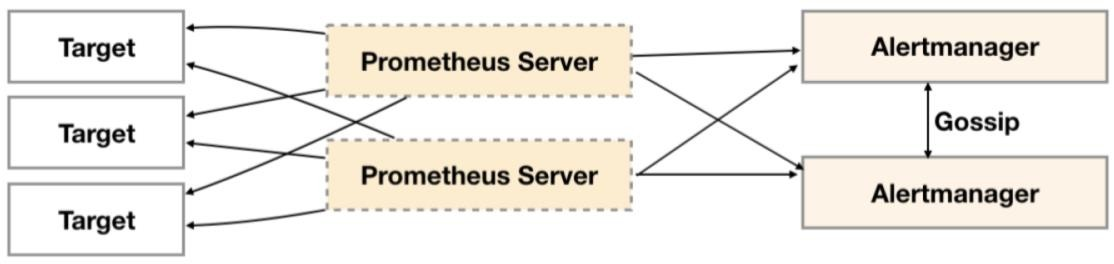 Target
Prometheus Server
Alertmanager
Target
Gossip
Prometheus Server
Alertmanager
Target